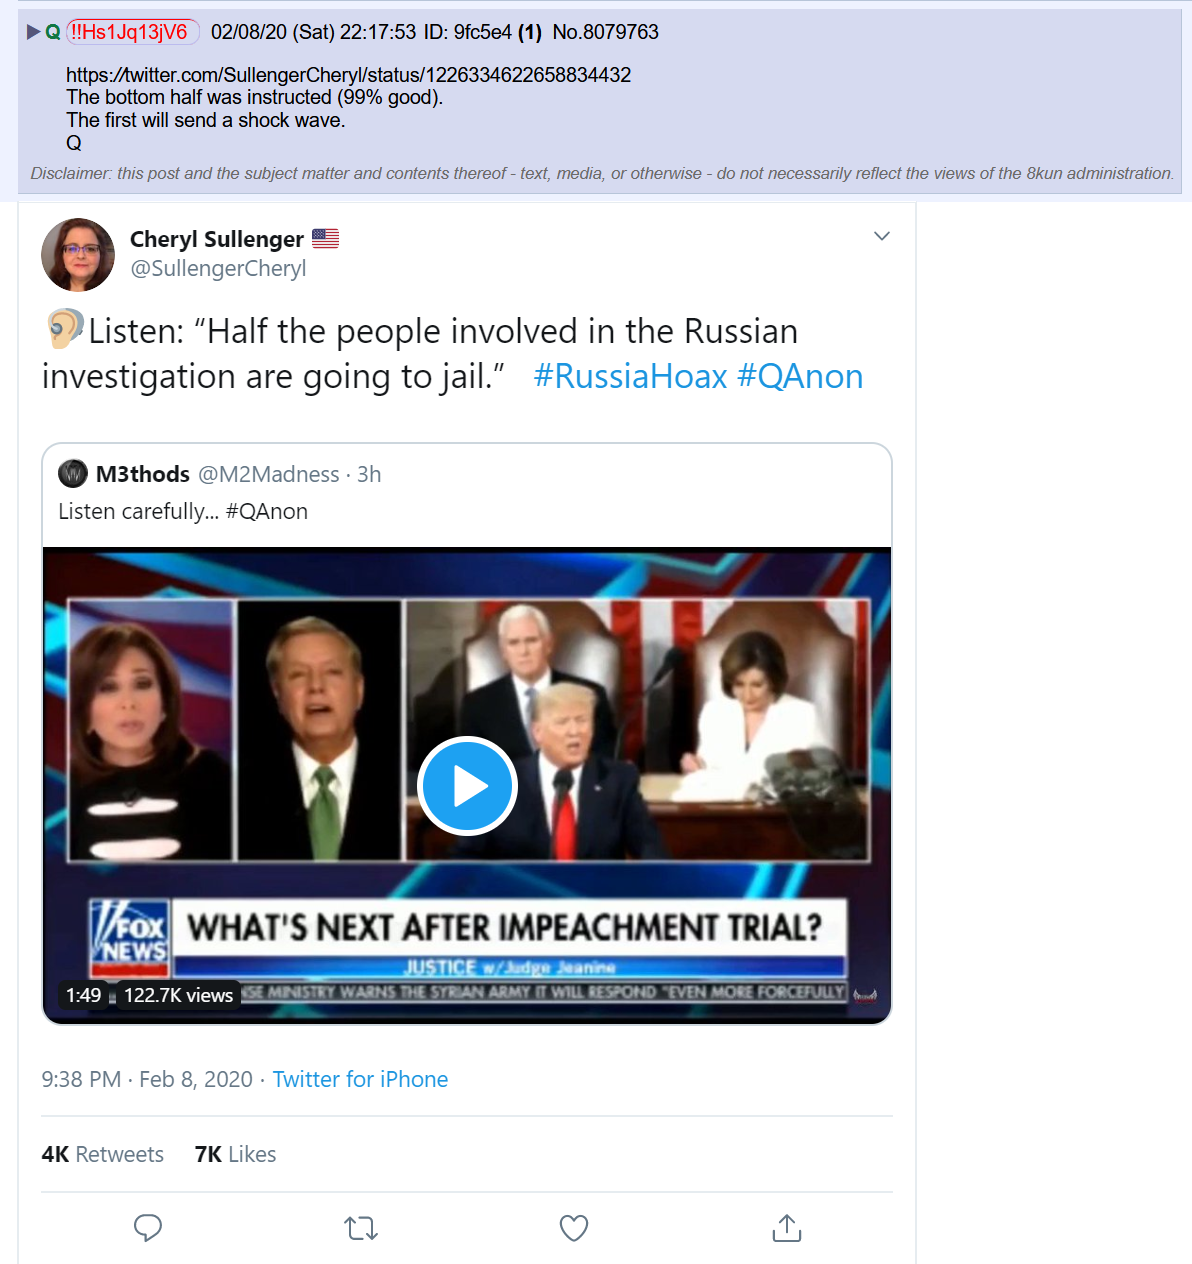 Q !!Hs1Jq13jV6 02/08/20 (Sat) 22:17:53 ID: 9fc5e4 (1) No.8079763
https://twitter.com/SullengerCheryl/status/1226334622658834432
The bottom half was instructed (99% good).
The first will send a shock wave.
Q
Disclaimer: this post and the subject matter and contents thereof - text, media, or otherwise - do not necessarily reflect the views of the 8kun administration.
Cheryl Sullenger
@SullengerCheryl
Listen: “Half the people involved in the Russian
investigation are going to jail.” #RussiaHoax #QAnon
M3thods @M2Madness · 3h
Listen carefully... #QAnon
FOX
NEWS
WHAT'S NEXT AFTER IMPEACHMENT TRIAL?
JUSTICE w/Judge Jeanine
1:49 122.7K views
MINISTRY WARNS THE SYRIAN ARMY IT WILL RESPOND "EVEN MORE FORCEFULLY
9:38 PM · Feb 8, 2020 · Twitter for iPhone
4K Retweets 7K Likes